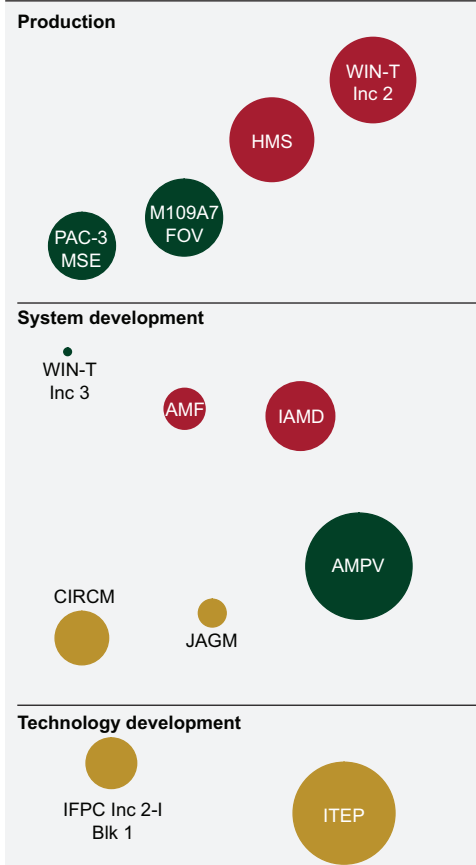 Production
WIN-T
Inc 2
HMS
M109A7
FOV
PAC-3
MSE
System development
WIN-T
Inc 3
AMF
IAMD
AMPV
CIRCM
JAGM
Technology development
IFPC Inc 2-I
Blk 1
ITEP